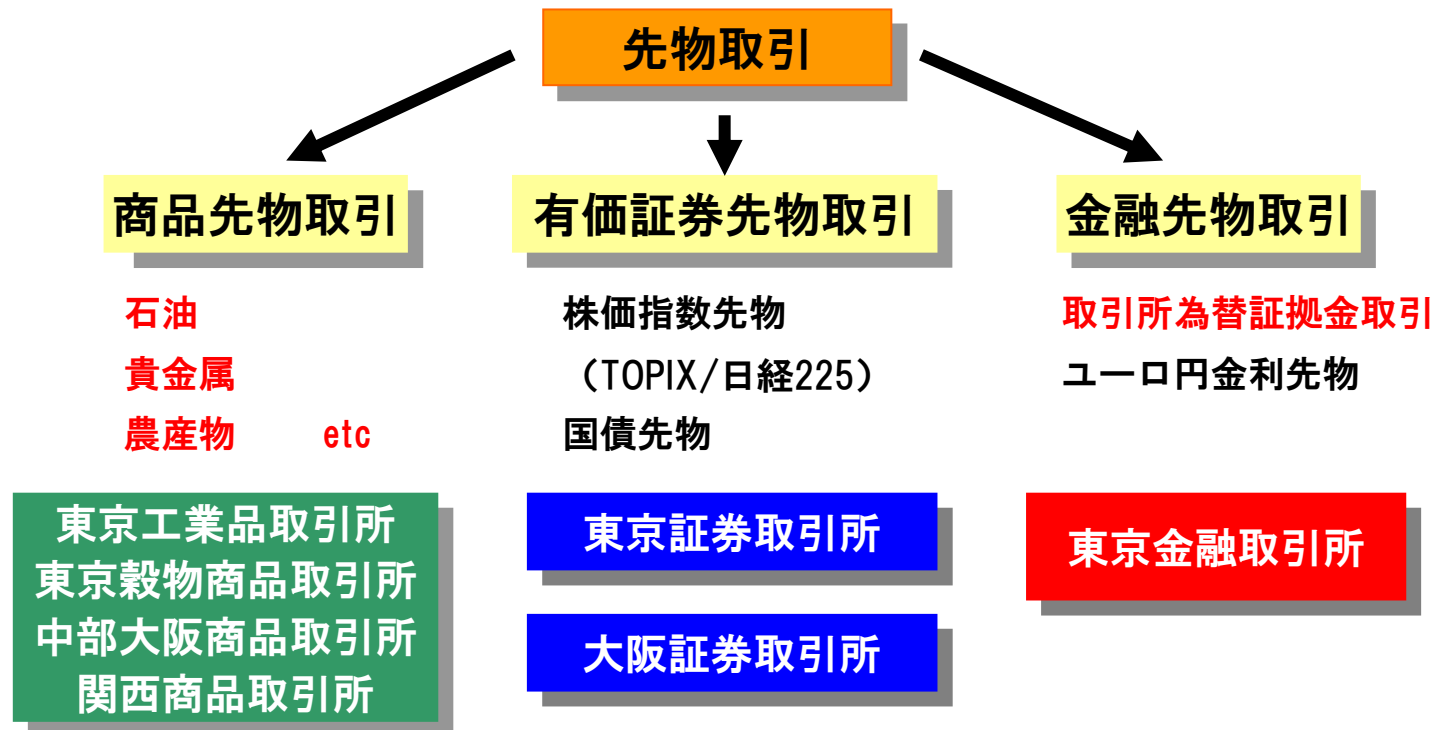 先物取引
商品先物取引
石油
貴金属
農産物 etc
東京工業品取引所
東京穀物商品取引所
中部大阪商品取引所
関西商品取引所
有価証券先物取引
株価指数先物
（TOPIX/日経225）
国債先物
東京証券取引所
大阪証券取引所
金融先物取引
取引所為替証拠金取引
ユーロ円金利先物
東京金融取引所